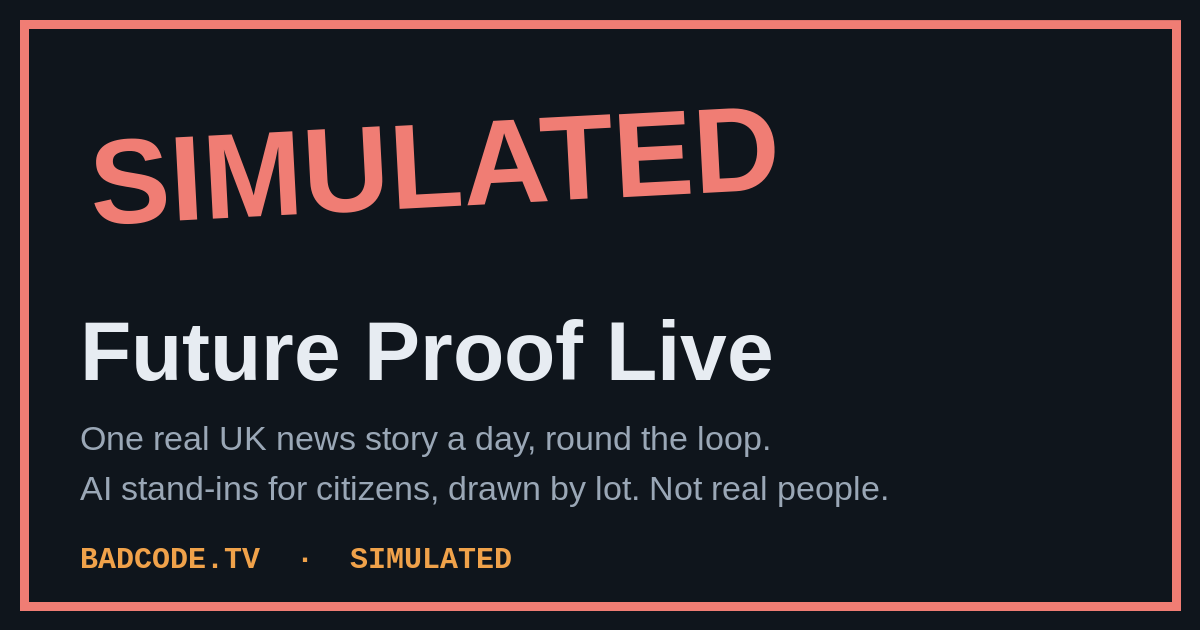 SIMULATED
Future Proof Live
One real UK news story a day, round the loop.
AI stand-ins for citizens, drawn by lot. Not real people.
BADCODE.TV · SIMULATED